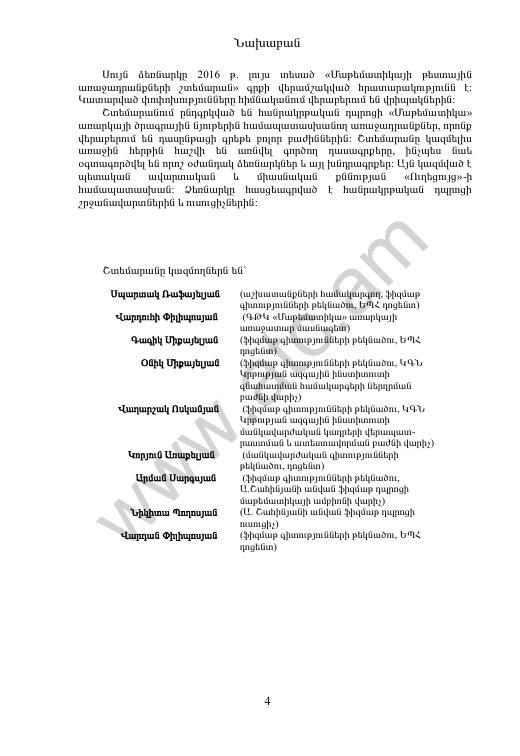 Նախաբան
Սույն ձեռնարկը 2016 թ. լույս տեսած «Մաթեմատիկայի թեստային
առաջադրանքների շտեմարան» գրքի վերամշակված հրատարակությունն է:
Կատարված փոփոխությունները հիմնականում վերաբերում են վրիպակներին:
Շտեմարանում ընդգրկված են հանրակրթական դպրոցի «Մաթեմատիկա»
առարկայի ծրագրային նյութերին համապատասխանող առաջադրանքներ, որոնք
վերաբերում են դասընթացի գրեթե բոլոր բաժիններին: Շտեմարանը կազմելիս
առաջին հերթին հաշվի են առնվել գործող դասագրքերը, ինչպես նաև
օգտագործվել են որոշ օժանդակ ձեռնարկներ և այլ խնդրագրքեր: Այն կազմված է
պետական ավարտական և միասնական քննության «Ուղեցույց»-ի
համապատասխան: Ձեռնարկը հասցեագրված է հանրակրթական դպրոցի
շրջանավարտներին և ուսուցիչներին:
Շտեմարանը կազմողներն են՝
Սպարտակ Ռաֆայելյան (աշխատանքների համակարգող, ֆիզմաթ
գիտությունների թեկնածու, ԵՊՀ դոցենտ)
Վարդուհի Փիլիպոսյան (ԳԹԿ «Մաթեմատիկա» առարկայի
առաջատար մասնագետ)
Գագիկ Միքայելյան (ֆիզմաթ գիտությունների թեկնածու, ԵՊՀ
դոցենտ)
Օնիկ Միքայելյան (ֆիզմաթ գիտությունների թեկնածու, ԿԳՆ
Կրթության ազգային ինստիտուտի
գնահատման համակարգերի ներդրման
բաժնի վարիչ)
Վաղարշակ Ոսկանյան (ֆիզմաթ գիտությունների թեկնածու, ԿԳՆ
Կրթության ազգային ինստիտուտի
մանկավարժական կադրերի վերապատ-
րաստման և ատեստավորման բաժնի վարիչ)
Կորյուն Առաքելյան (մանկավարժական գիտությունների
թեկնածու, դոցենտ)
Արման Սարգսյան (ֆիզմաթ գիտությունների թեկնածու,
Ա.Շահինյանի անվան ֆիզմաթ դպրոցի
մաթեմատիկայի ամբիոնի վարիչ)
Նիկիտա Պողոսյան (Ա. Շահինյանի անվան ֆիզմաթ դպրոցի
ուսուցիչ)
Վարդան Փիլիպոսյան (ֆիզմաթ գիտությունների թեկնածու, ԵՊՀ
դոցենտ)
www.atc.am
4